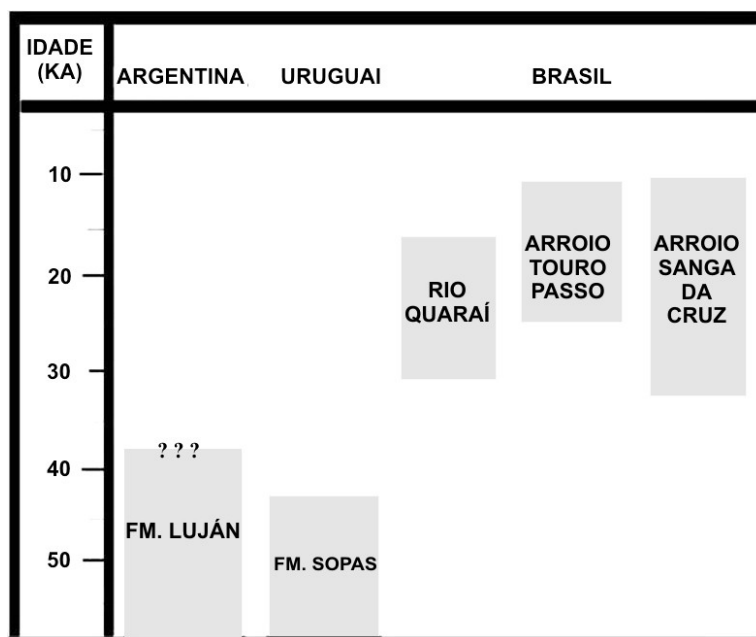 IDADE
(KA)
ARGENTINA
URUGUAI
BRASIL
10
20
30
40
50
? ? ?
FM. LUJÁN
FM. SOPAS
RIO
QUARAÍ
ARROIO
TOURO
PASSO
ARROIO
SANGA
DA
CRUZ